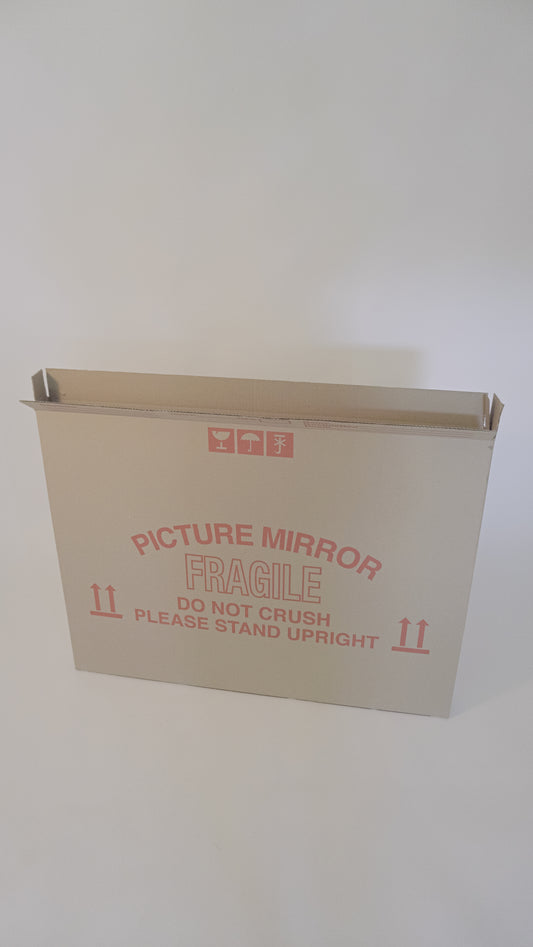 PICTURE MIRROR
FRAGILE
DO NOT CRUSH
PLEASE STAND UPRIGHT